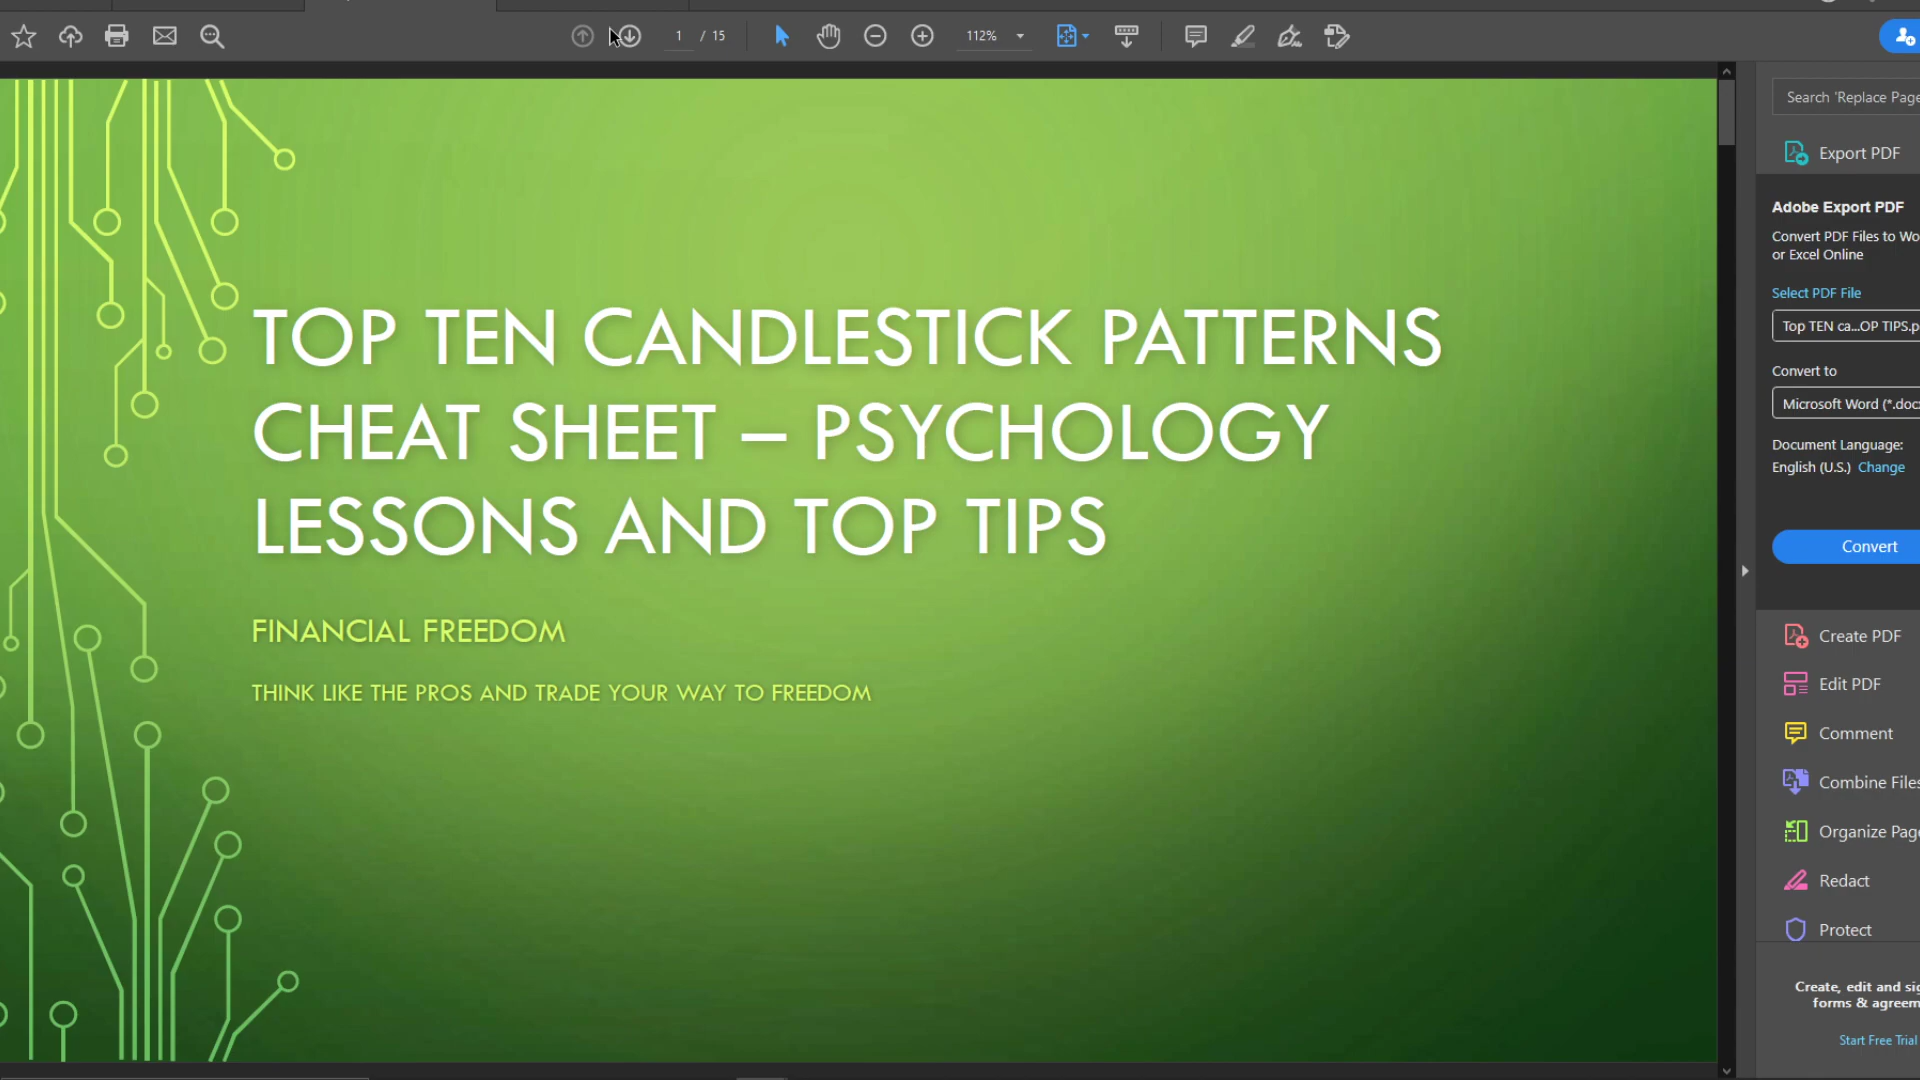 1 / 15
112%
Search 'Replace Page
Export PDF
Adobe Export PDF
Convert PDF Files to Wo
or Excel Online
Select PDF File
Top TEN ca...OP TIPS.p
Convert to
Microsoft Word (*.doc
Document Language:
English (U.S.) Change
Convert
Create PDF
Edit PDF
Comment
Combine Files
Organize Pag
Redact
Protect
Create, edit and sig
forms & agreem
Start Free Trial
TOP TEN CANDLESTICK PATTERNS
CHEAT SHEET – PSYCHOLOGY
LESSONS AND TOP TIPS
FINANCIAL FREEDOM
THINK LIKE THE PROS AND TRADE YOUR WAY TO FREEDOM